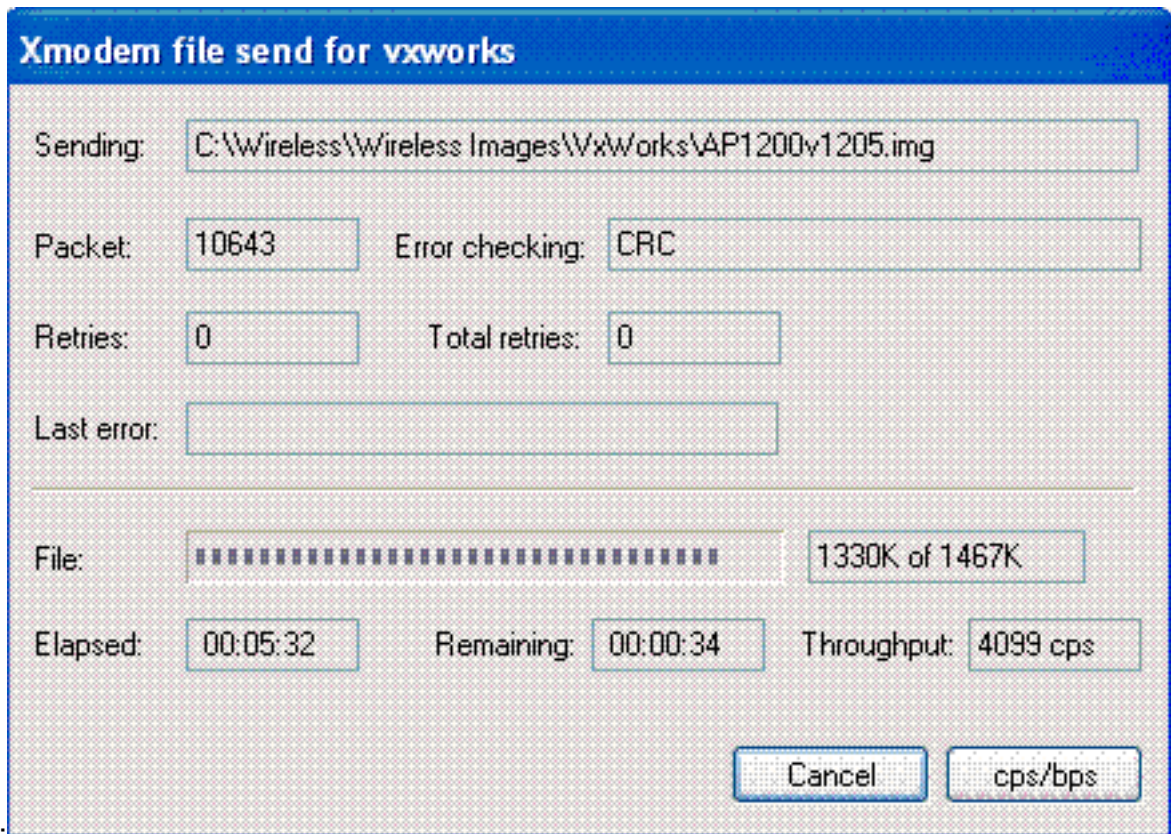 Xmodem file send for vxworks
Sending: C:\Wireless\Wireless Images\VxWorks\AP1200v1205.img
Packet: 10643 Error checking: CRC
Retries: 0 Total retries: 0
Last error:
File: 1330K of 1467K
Elapsed: 00:05:32 Remaining: 00:00:34 Throughput: 4099 cps
Cancel cps/bps
.